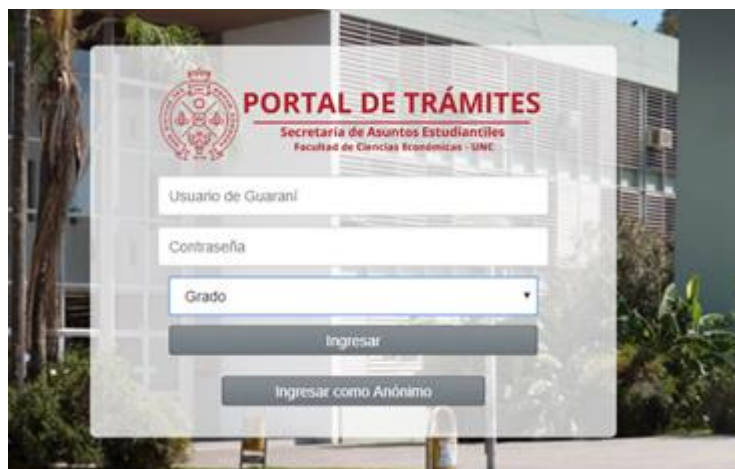 PORTAL DE TRÁMITES
Secretaría de Asuntos Estudiantiles
Facultad de Ciencias Económicas - UNC
Usuario de Guaraní
Contraseña
Grado
Ingresar
Ingresar como Anónimo